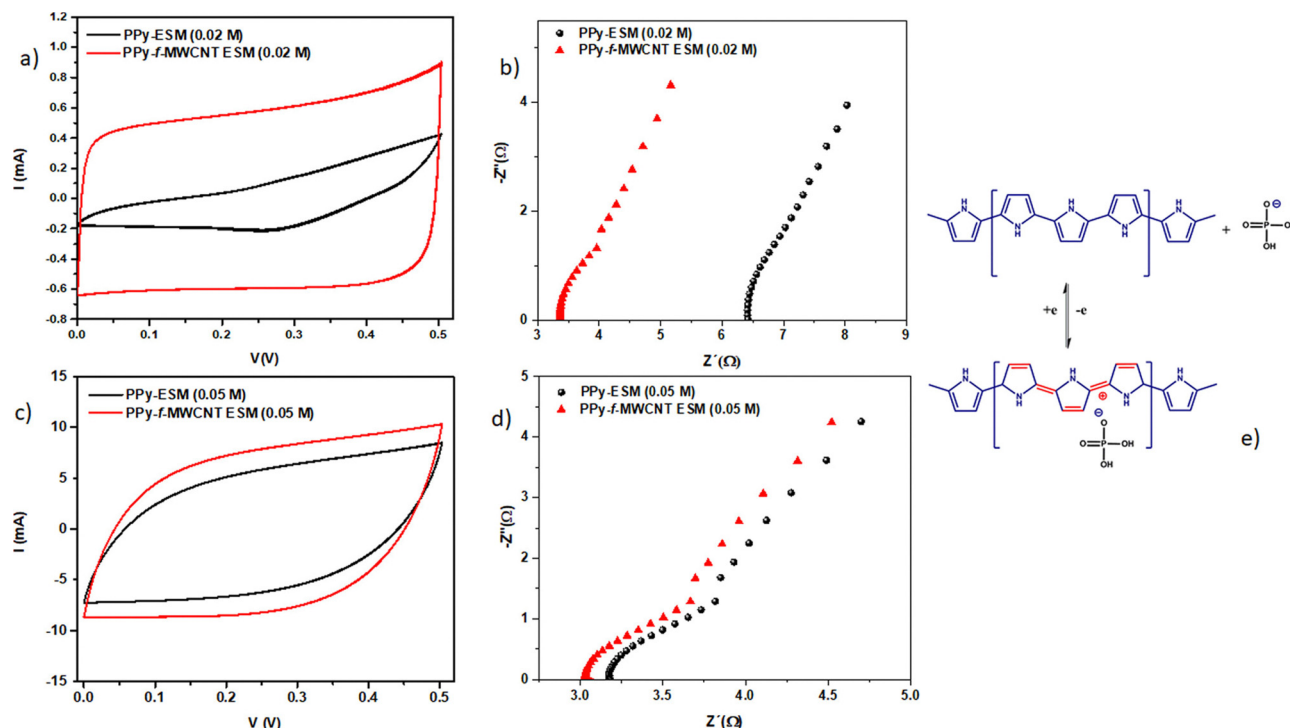 a)
PPy-ESM (0.02 M)
PPy-f-MWCNT ESM (0.02 M)
I (mA)
1.2
1.0
0.8
0.6
0.4
0.2
0.0
-0.2
-0.4
-0.6
-0.8
0.0 0.1 0.2 0.3 0.4 0.5
V(V)
b)
PPy-ESM (0.02 M)
PPy-f-MWCNT ESM (0.02 M)
-Z''(Ω)
4
2
0
3 4 5 6 7 8 9
Z´(Ω)
c)
PPy-ESM (0.05 M)
PPy-f-MWCNT ESM (0.05 M)
I (mA)
15
10
5
0
-5
-10
-15
0.0 0.1 0.2 0.3 0.4 0.5
V(V)
d)
PPy-ESM (0.05 M)
PPy-f-MWCNT ESM (0.05 M)
-Z''(Ω)
5
4
3
2
1
0
3.0 3.5 4.0 4.5 5.0
Z´(Ω)
H H H
N N N
N N
H H
+
⊖
O
O P O
OH
+e -e
H H H
N N N
⊕
N N
H H
⊖
O
O P OH
OH
e)